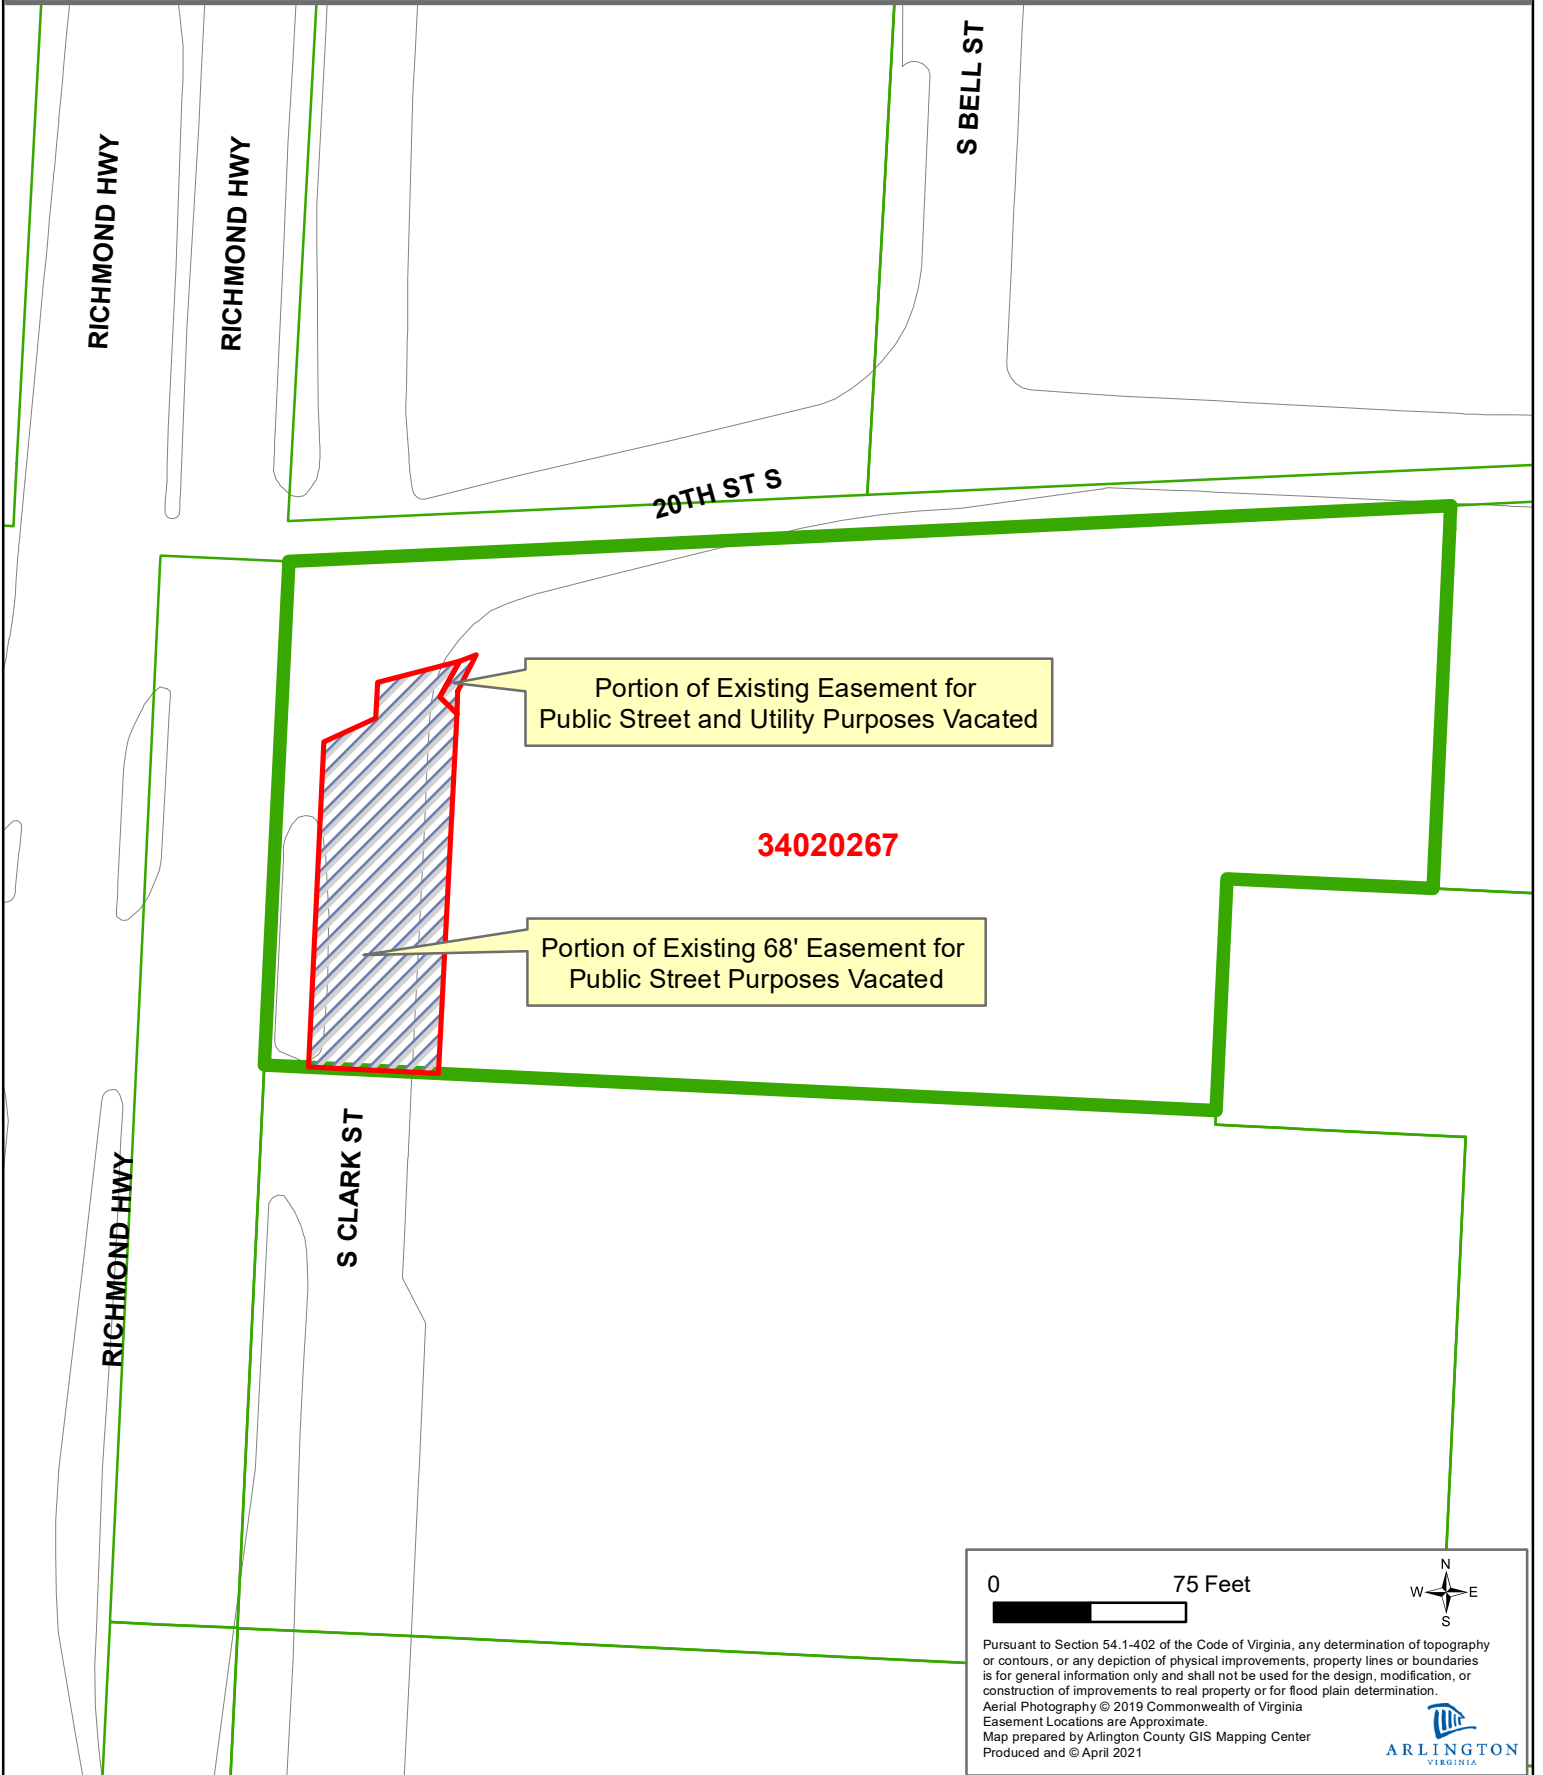 S BELL ST
RICHMOND HWY
RICHMOND HWY
20TH ST S
Portion of Existing Easement for
Public Street and Utility Purposes Vacated
34020267
Portion of Existing 68' Easement for
Public Street Purposes Vacated
S CLARK ST
RICHMOND HWY
0 75 Feet
N
W E
S
Pursuant to Section 54.1-402 of the Code of Virginia, any determination of topography
or contours, or any depiction of physical improvements, property lines or boundaries
is for general information only and shall not be used for the design, modification, or
construction of improvements to real property or for flood plain determination.
Aerial Photography © 2019 Commonwealth of Virginia
Easement Locations are Approximate.
Map prepared by Arlington County GIS Mapping Center
Produced and © April 2021
ARLINGTON
VIRGINIA